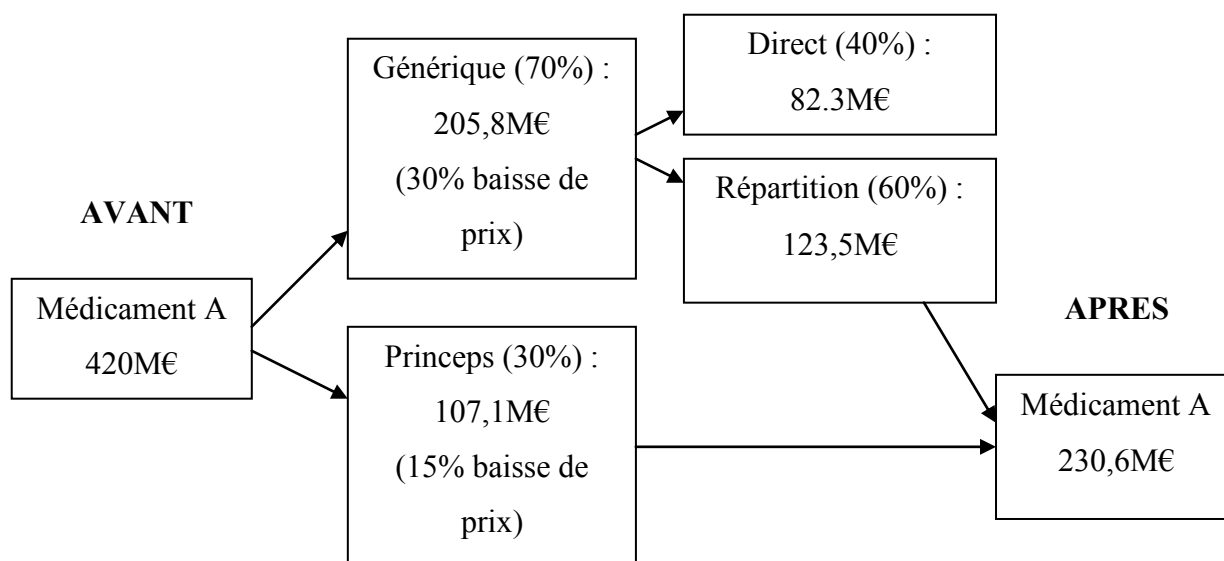 AVANT
Médicament A
420M€
Générique (70%) :
205,8M€
(30% baisse de
prix)
Princeps (30%) :
107,1M€
(15% baisse de
prix)
Direct (40%) :
82.3M€
Répartition (60%) :
123,5M€
APRES
Médicament A
230,6M€